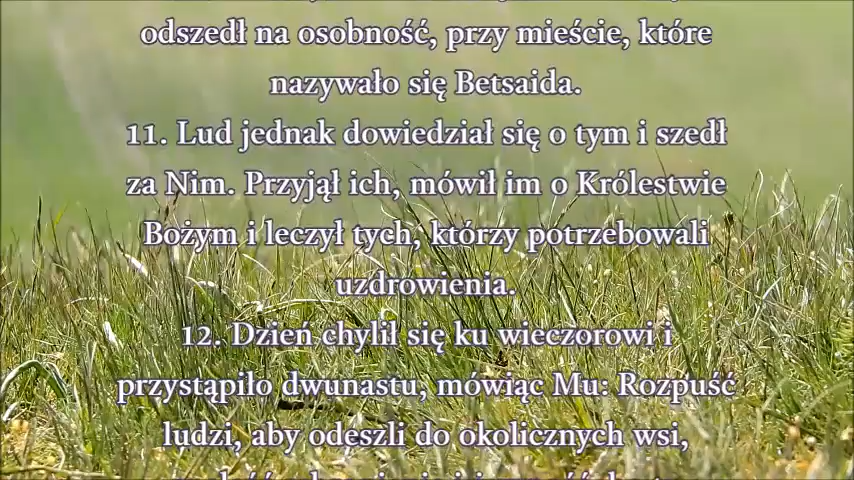 odszedł na osobność, przy mieście, które
nazywało się Betsaida.
11. Lud jednak dowiedział się o tym i szedł
za Nim. Przyjął ich, mówił im o Królestwie
Bożym i leczył tych, którzy potrzebowali
uzdrowienia.
12. Dzień chylił się ku wieczorowi i
przystąpiło dwunastu, mówiąc Mu: Rozpuść
ludzi, aby odeszli do okolicznych wsi,